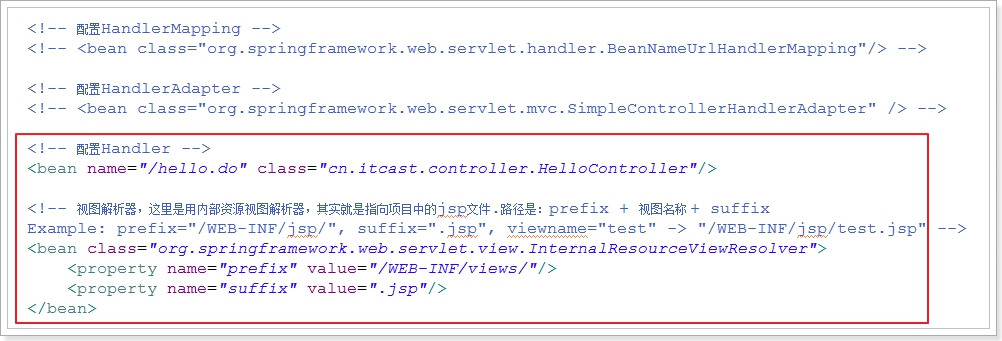 <!-- 配置HandlerMapping -->
<!-- <bean class="org.springframework.web.servlet.handler.BeanNameUrlHandlerMapping"/> -->
<!-- 配置HandlerAdapter -->
<!-- <bean class="org.springframework.web.servlet.mvc.SimpleControllerHandlerAdapter" /> -->
<!-- 配置Handler -->
<bean name="/hello.do" class="cn.itcast.controller.HelloController"/>
<!-- 视图解析器，这里是用内部资源视图解析器，其实就是指向项目中的jsp文件.路径是：prefix + 视图名称 + suffix
Example: prefix="/WEB-INF/jsp/", suffix=".jsp", viewname="test" -> "/WEB-INF/jsp/test.jsp" -->
<bean class="org.springframework.web.servlet.view.InternalResourceViewResolver">
<property name="prefix" value="/WEB-INF/views/"/>
<property name="suffix" value=".jsp"/>
</bean>